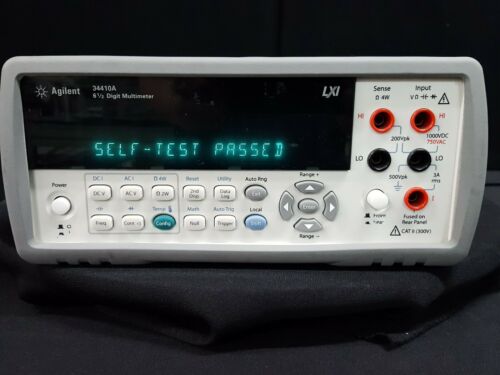 Agilent
34410A
6½ Digit Multimeter
LXI
SELF-TEST PASSED
Sense
Ω 4W
Input
VΩ
HI
HI
200Vpk
1000VDC
750VAC
LO
LO
500Vpk
3A
rms
I
Fused on
Rear Panel
CAT II (300V)
Power
DC I
AC I
Ω 4W
Reset
Utility
Auto Rng
Range +
DC V
AC V
Ω 2W
2nd
Disp
Data
Log
Temp
Math
Auto Trig
Local
Freq
Cont
Config
Null
Trigger
Shift
Range −